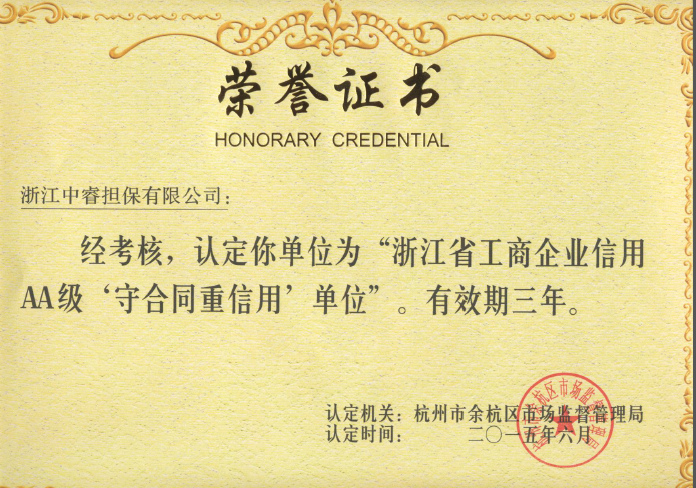 荣誉证书
HONORARY CREDENTIAL
浙江中睿担保有限公司：
经考核，认定你单位为“浙江省工商企业信用
AA级‘守合同重信用’单位”。有效期三年。
认定机关：杭州市余杭区市场监督管理局
认定时间： 二〇一五年六月